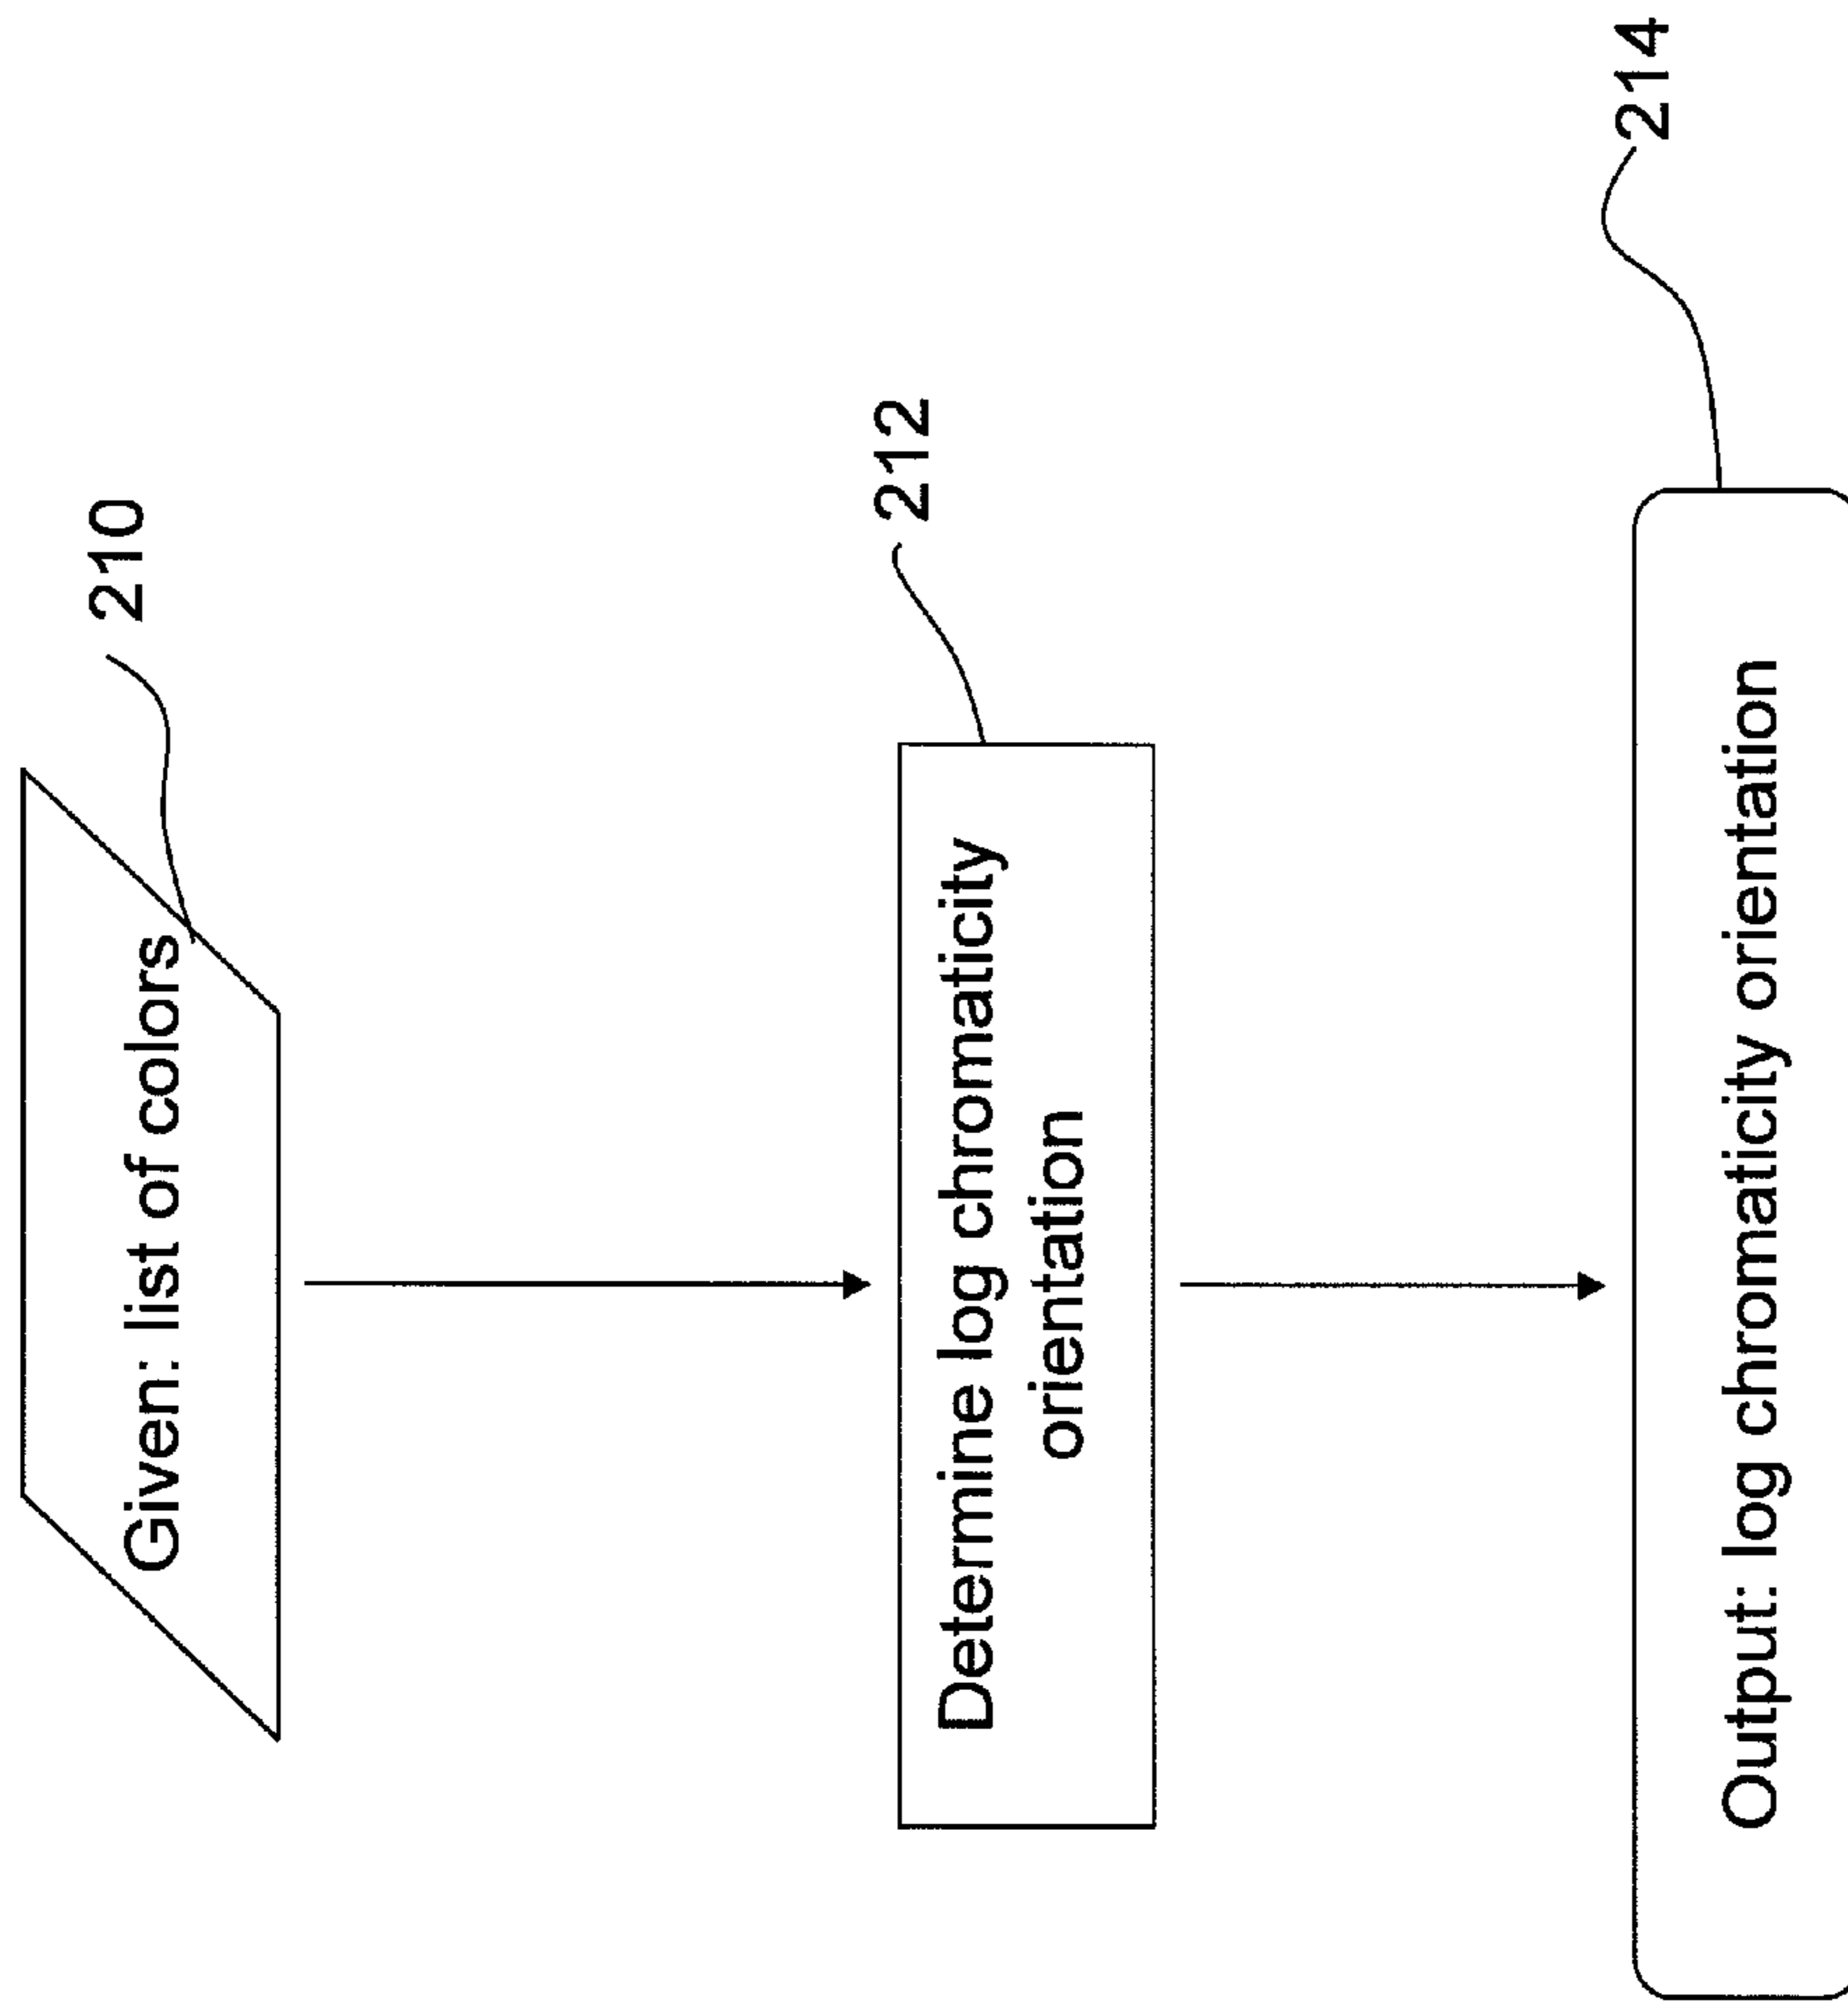 210
Given: list of colors
212
Determine log chromaticity
orientation
214
Output: log chromaticity orientation